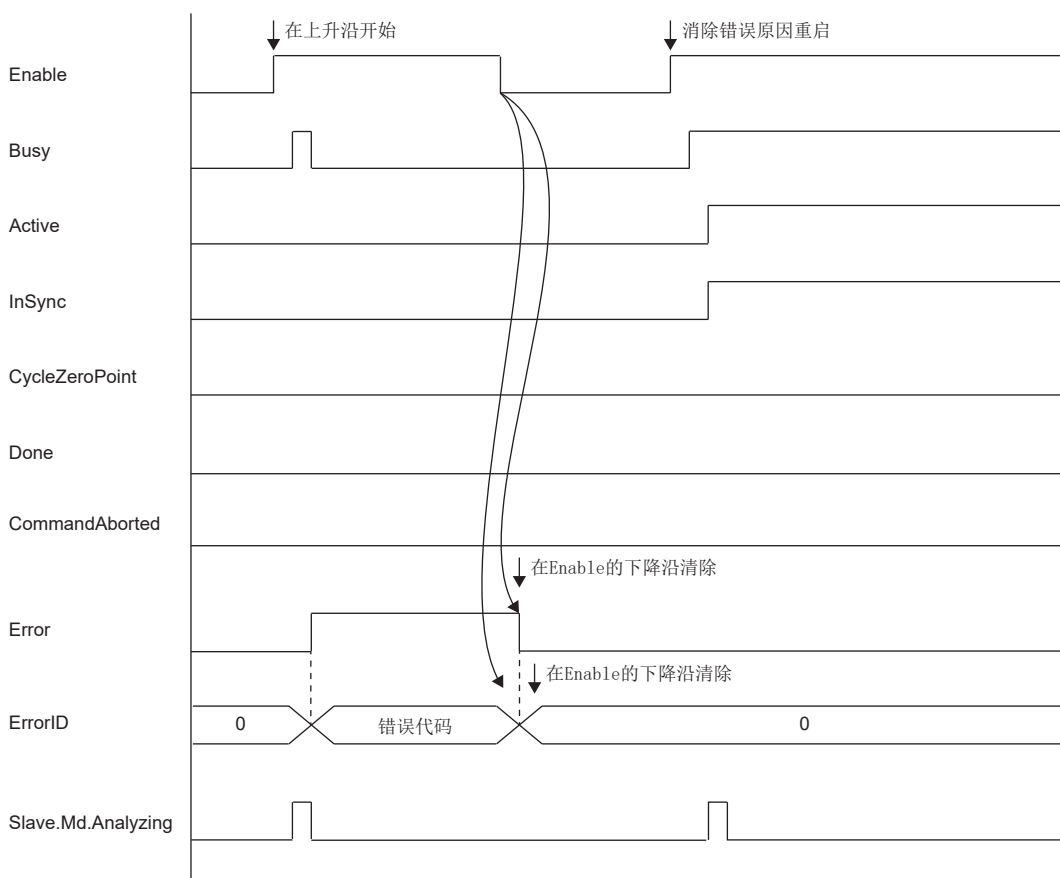 在上升沿开始
消除错误原因重启
Enable
Busy
Active
InSync
CycleZeroPoint
Done
CommandAborted
在Enable的下降沿清除
Error
在Enable的下降沿清除
ErrorID 0 错误代码 0
Slave.Md.Analyzing